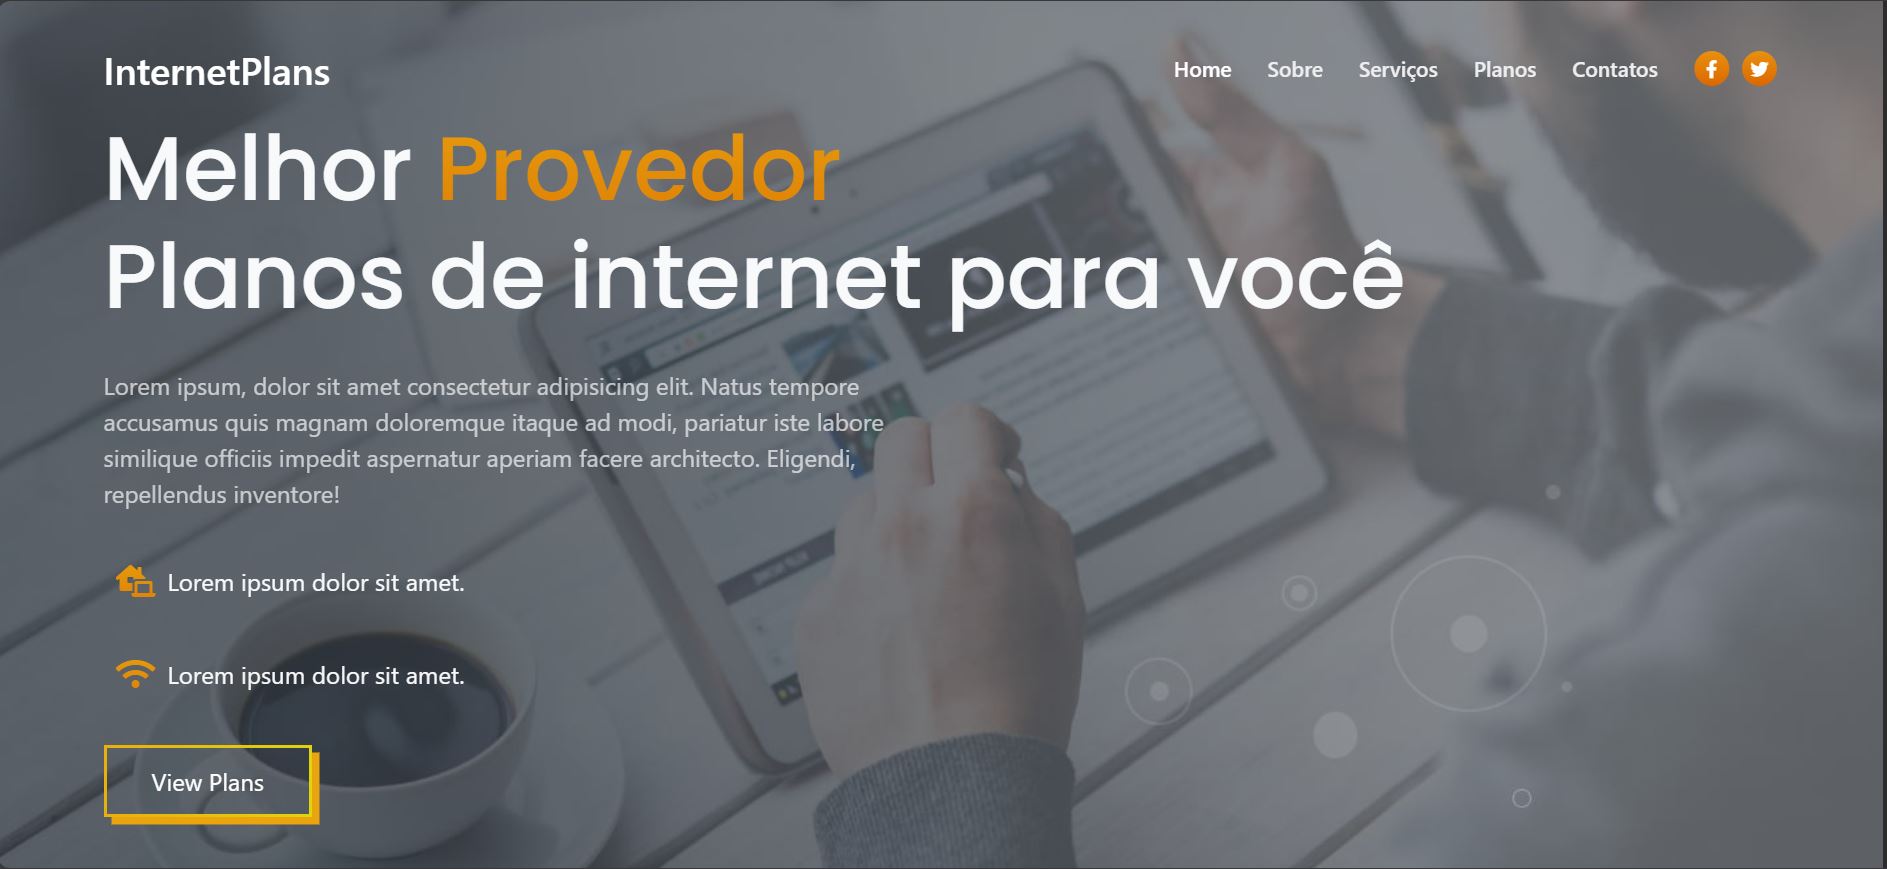 InternetPlans
Home Sobre Serviços Planos Contatos
Melhor Provedor
Planos de internet para você
Lorem ipsum, dolor sit amet consectetur adipisicing elit. Natus tempore
accusamus quis magnam doloremque itaque ad modi, pariatur iste labore
similique officiis impedit aspernatur aperiam facere architecto. Eligendi,
repellendus inventore!
Lorem ipsum dolor sit amet.
Lorem ipsum dolor sit amet.
View Plans